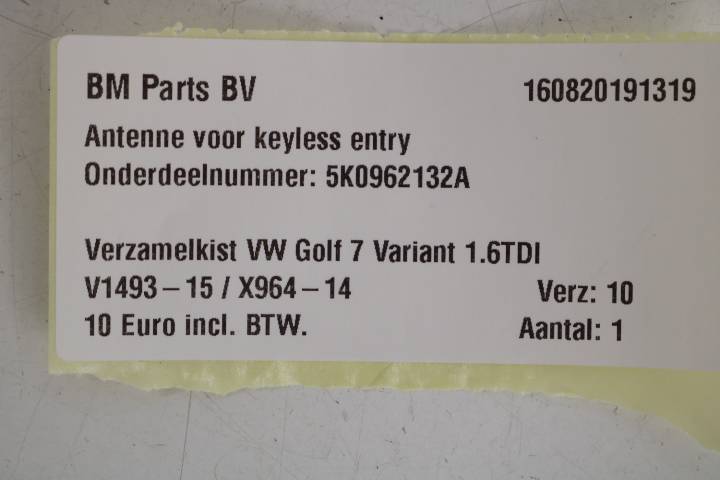 BM Parts BV 160820191319
Antenne voor keyless entry
Onderdeelnummer: 5K0962132A
Verzamelkist VW Golf 7 Variant 1.6TDI
V1493-15 / X964-14 Verz: 10
10 Euro incl. BTW. Aantal: 1